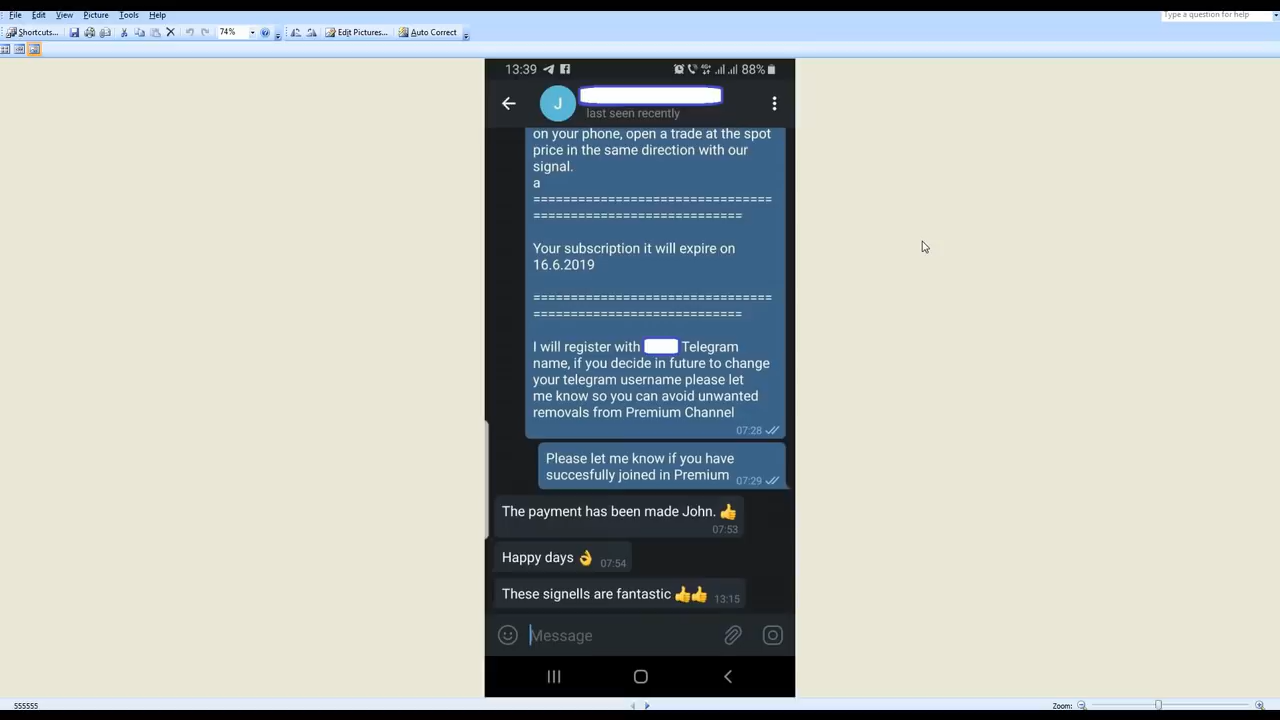 File Edit View Picture Tools Help
Type a question for help
Shortcuts... 74% Edit Pictures... Auto Correct
13:39 88%
J
last seen recently
on your phone, open a trade at the spot
price in the same direction with our
signal.
a
================================
============================
Your subscription it will expire on
16.6.2019
================================
============================
I will register with Telegram
name, if you decide in future to change
your telegram username please let
me know so you can avoid unwanted
removals from Premium Channel
07:28
Please let me know if you have
succesfully joined in Premium
07:29
The payment has been made John. 👍
07:53
Happy days 👌 07:54
These signells are fantastic 👍👍 13:15
Message
555555
Zoom: